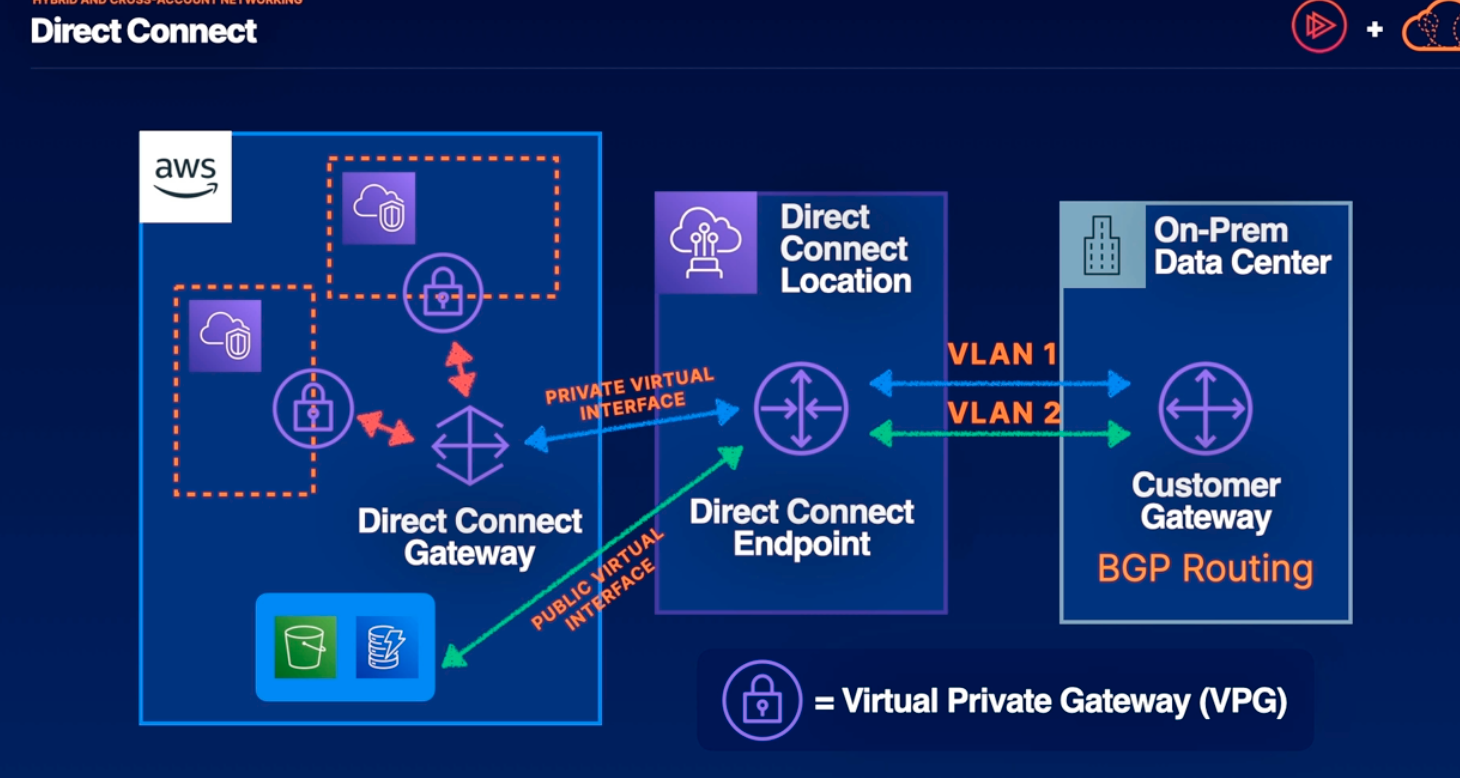 HYBRID AND CROSS-ACCOUNT NETWORKING
Direct Connect
aws
Direct
Connect
Location
On-Prem
Data Center
PRIVATE VIRTUAL
INTERFACE
VLAN 1
VLAN 2
Direct Connect
Gateway
Direct Connect
Endpoint
Customer
Gateway
BGP Routing
PUBLIC VIRTUAL
INTERFACE
= Virtual Private Gateway (VPG)